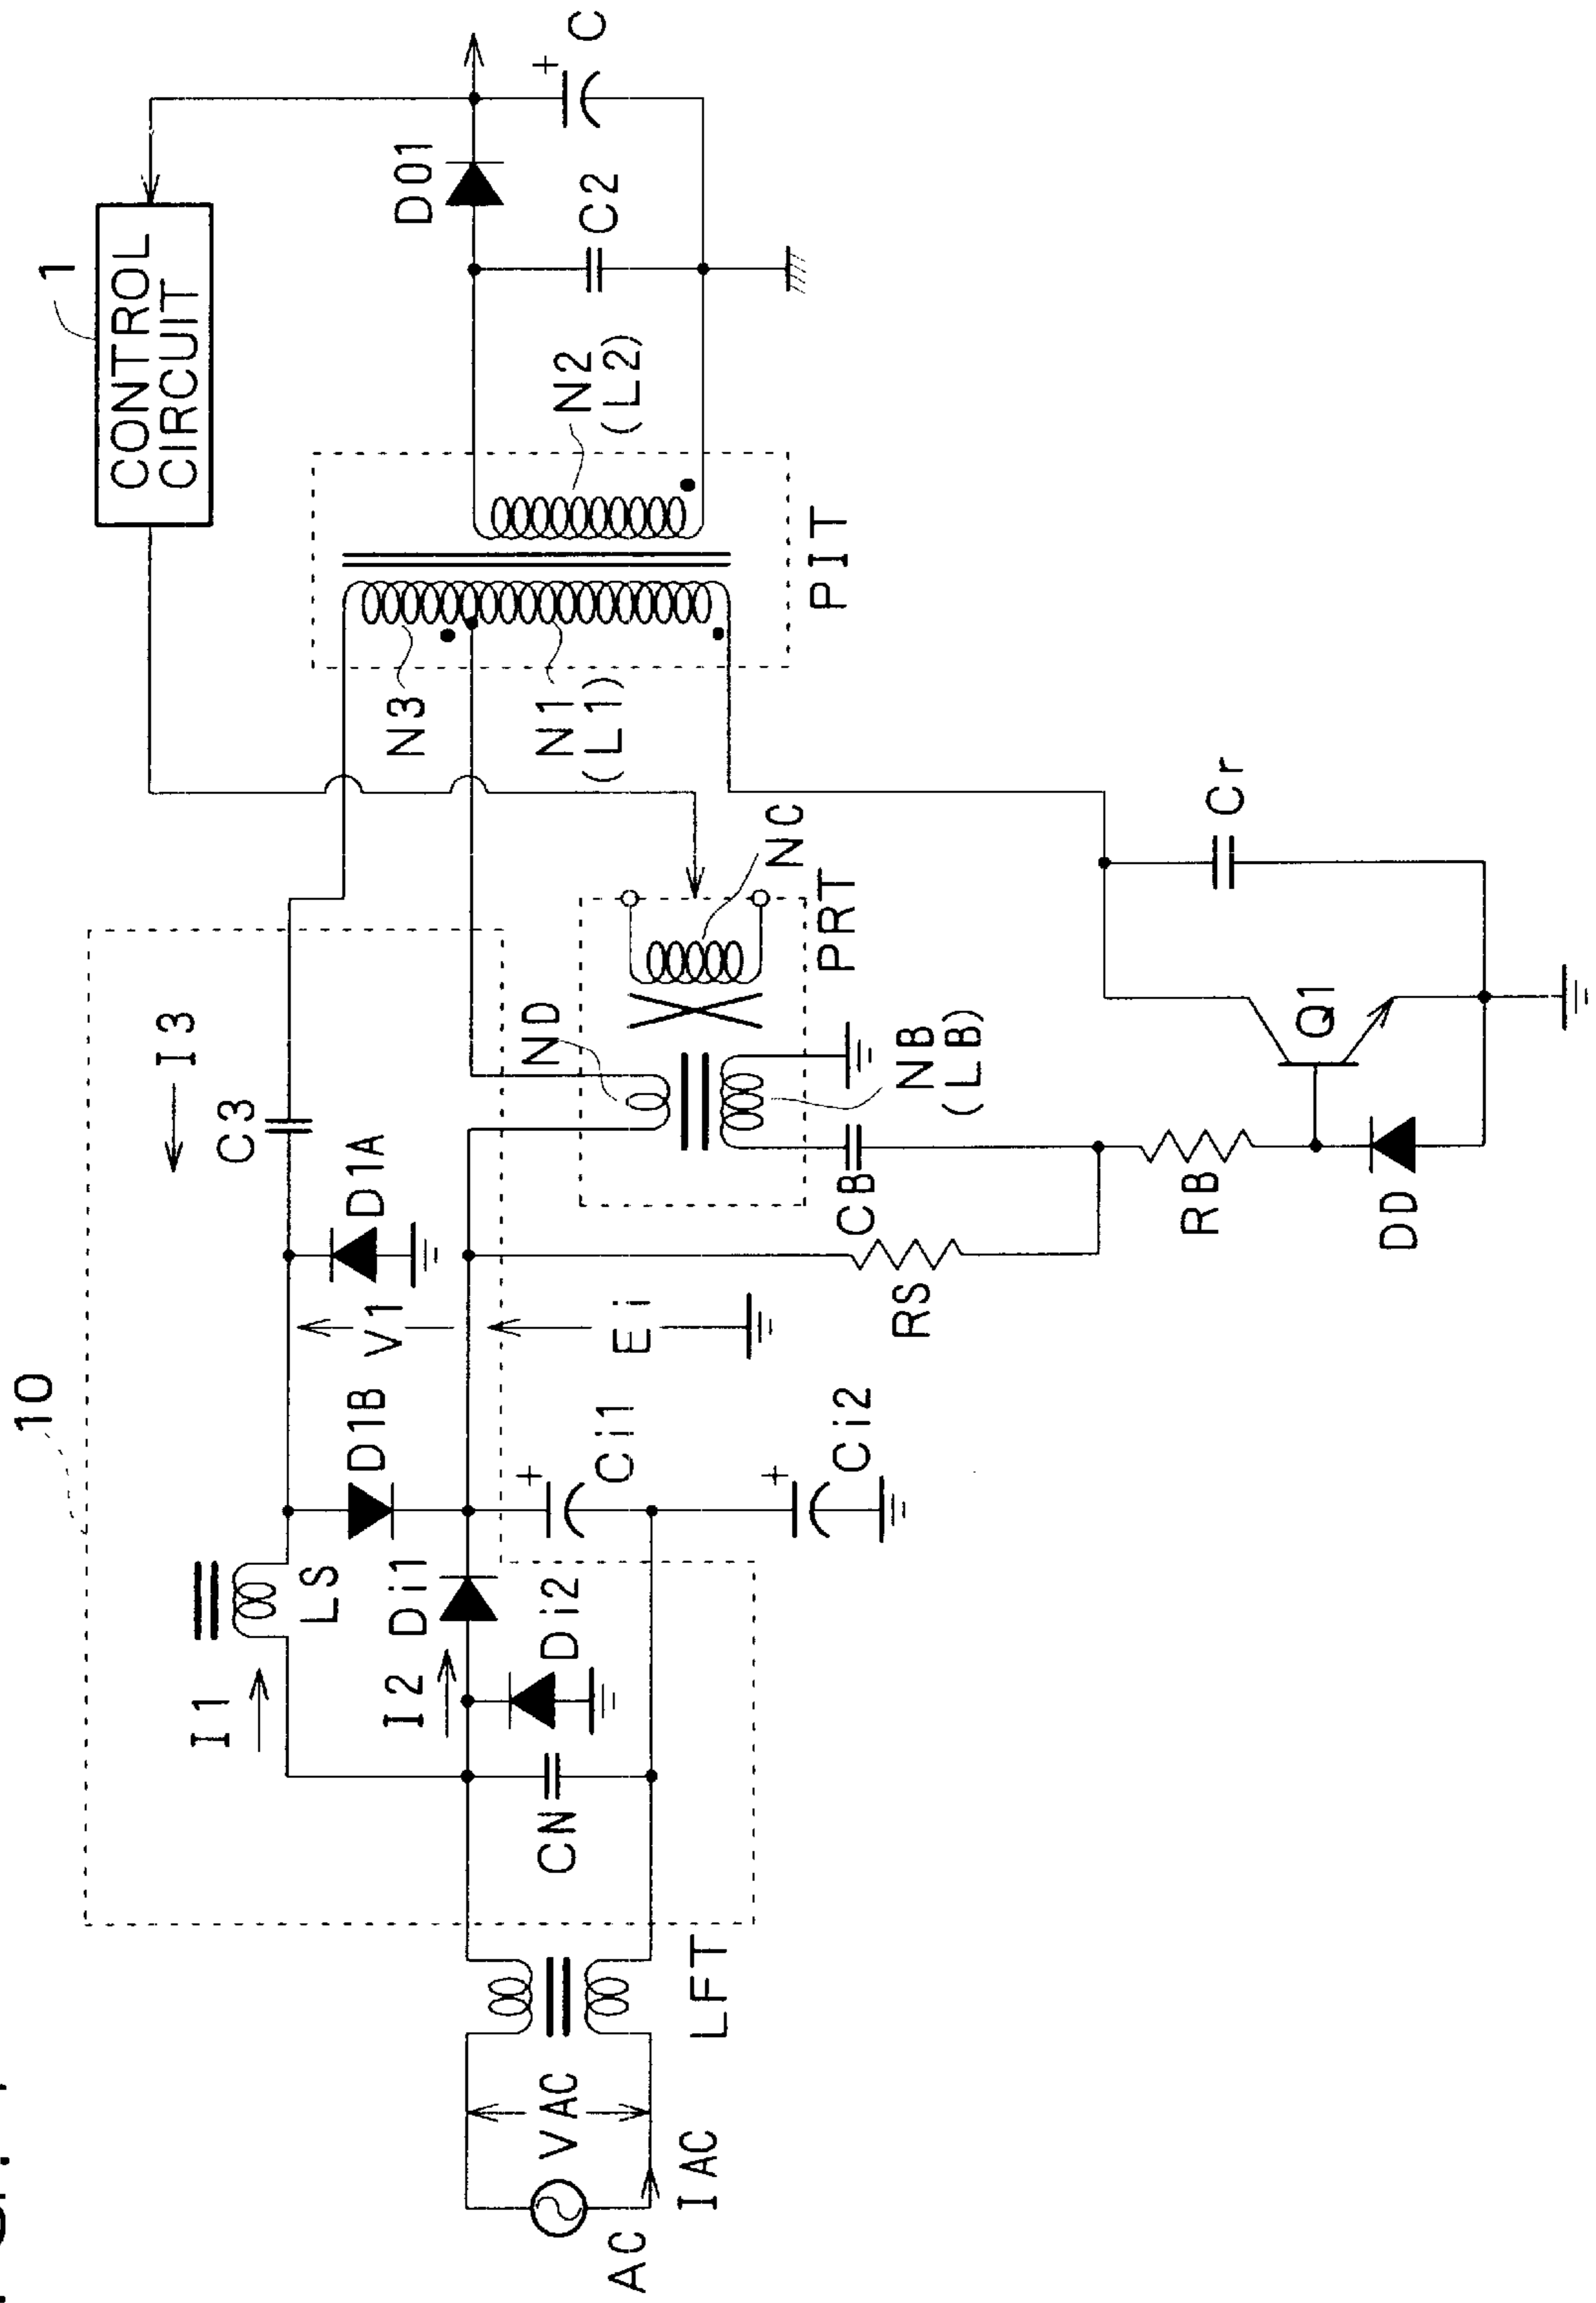 10
I1
LS
I3
C3
D1A
V1
D1B
I2
Di1
Di2
CN
Ci1
Ci2
+
+
Ei
RS
AC
VAC
IAC
LFT
1
CONTROL
CIRCUIT
N3
N1
(L1)
N2
(L2)
PIT
D01
C2
C
+
ND
NC
PRT
NB
(LB)
CB
RB
DD
Q1
Cr